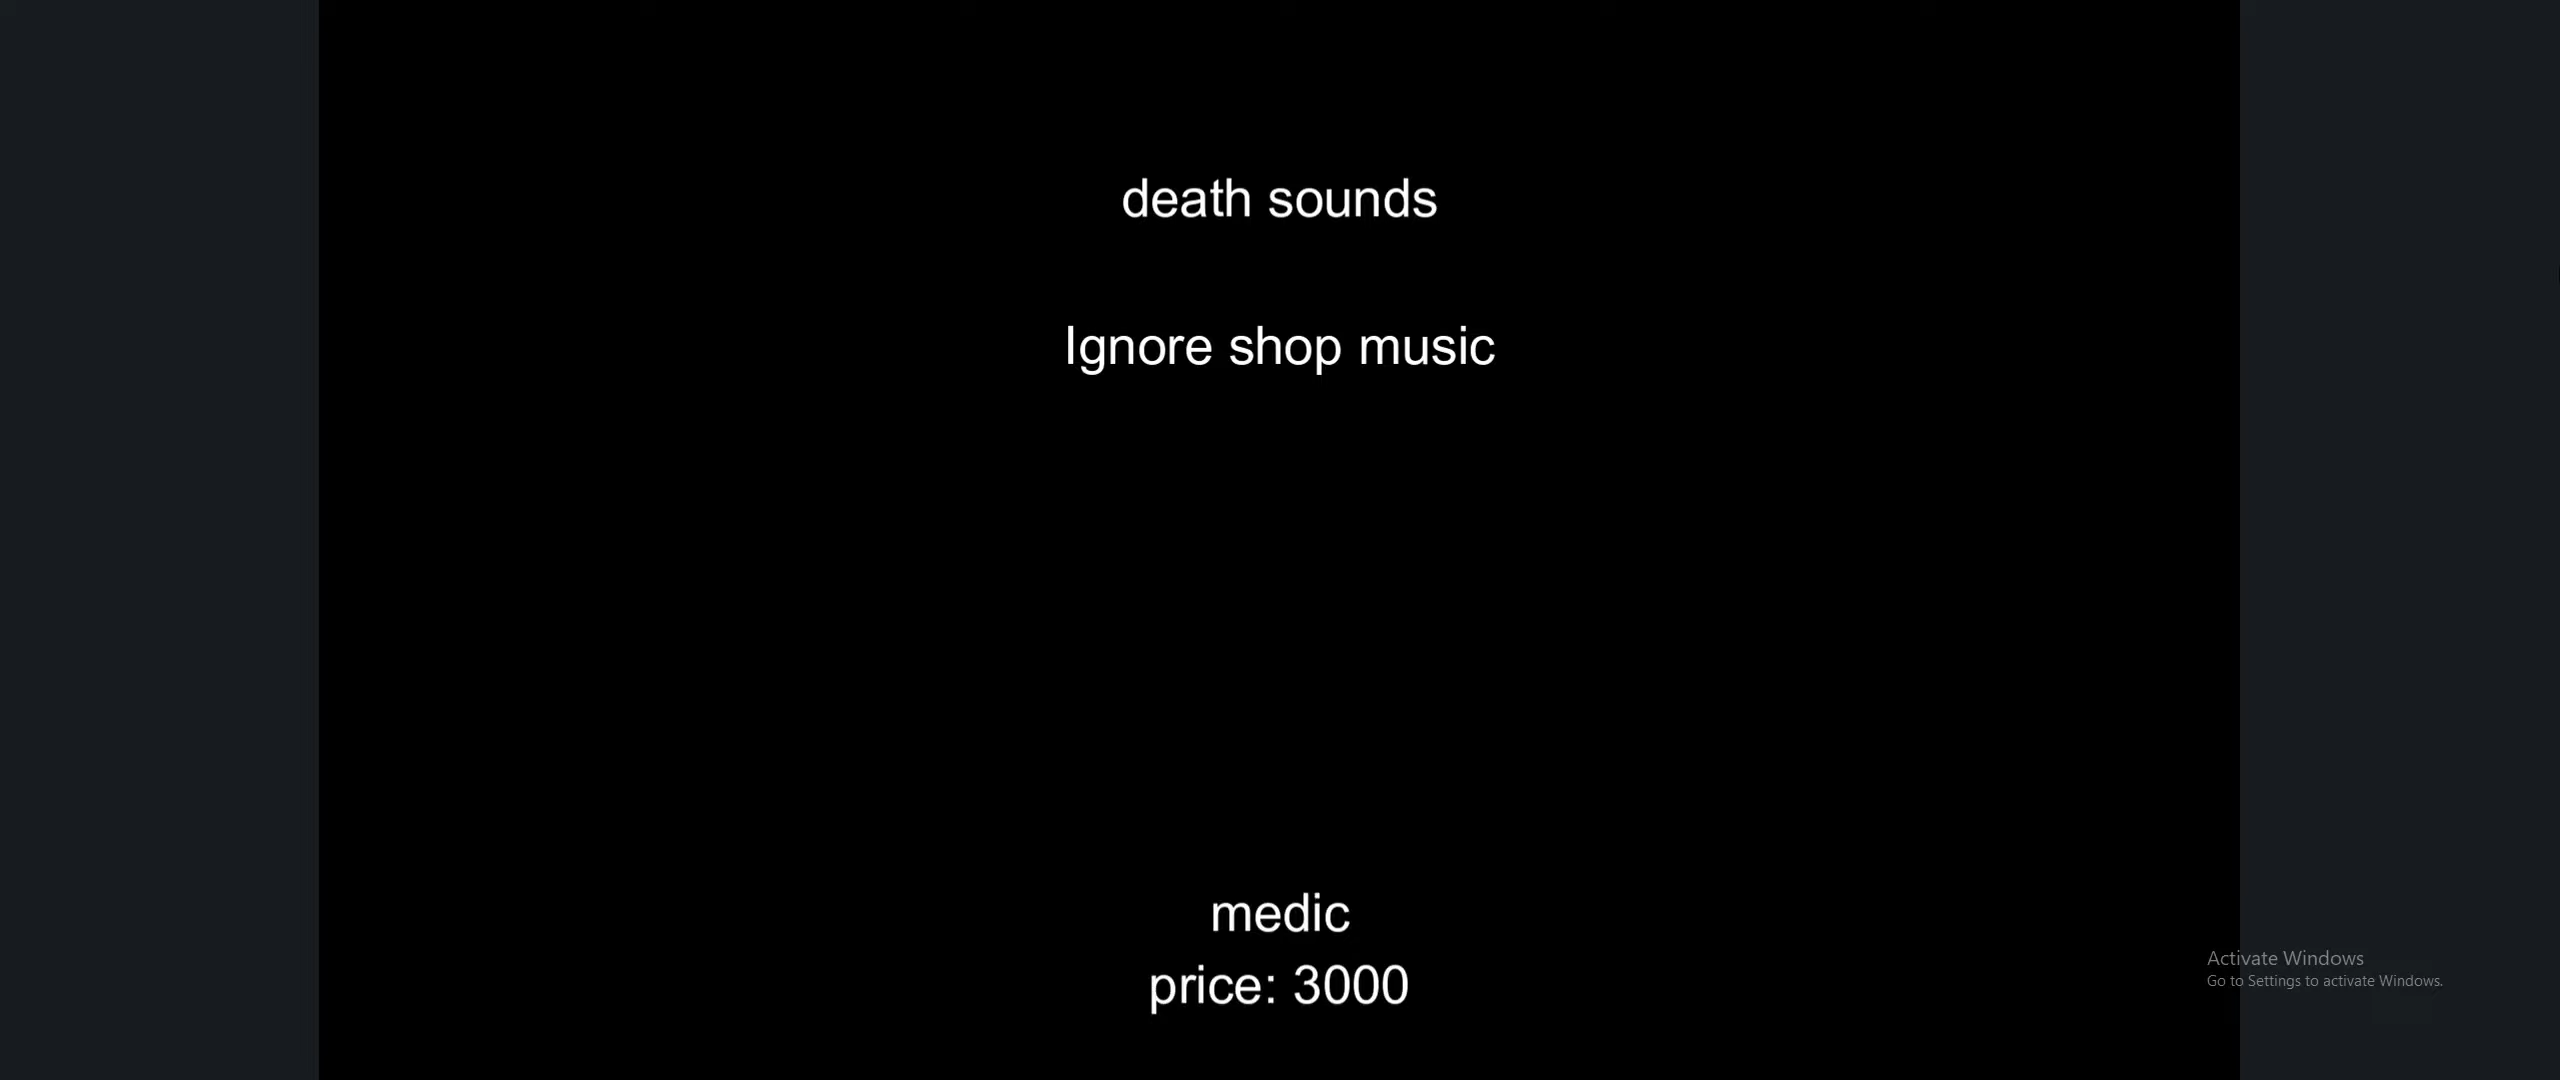 death sounds
Ignore shop music
medic
price: 3000
Activate Windows
Go to Settings to activate Windows.